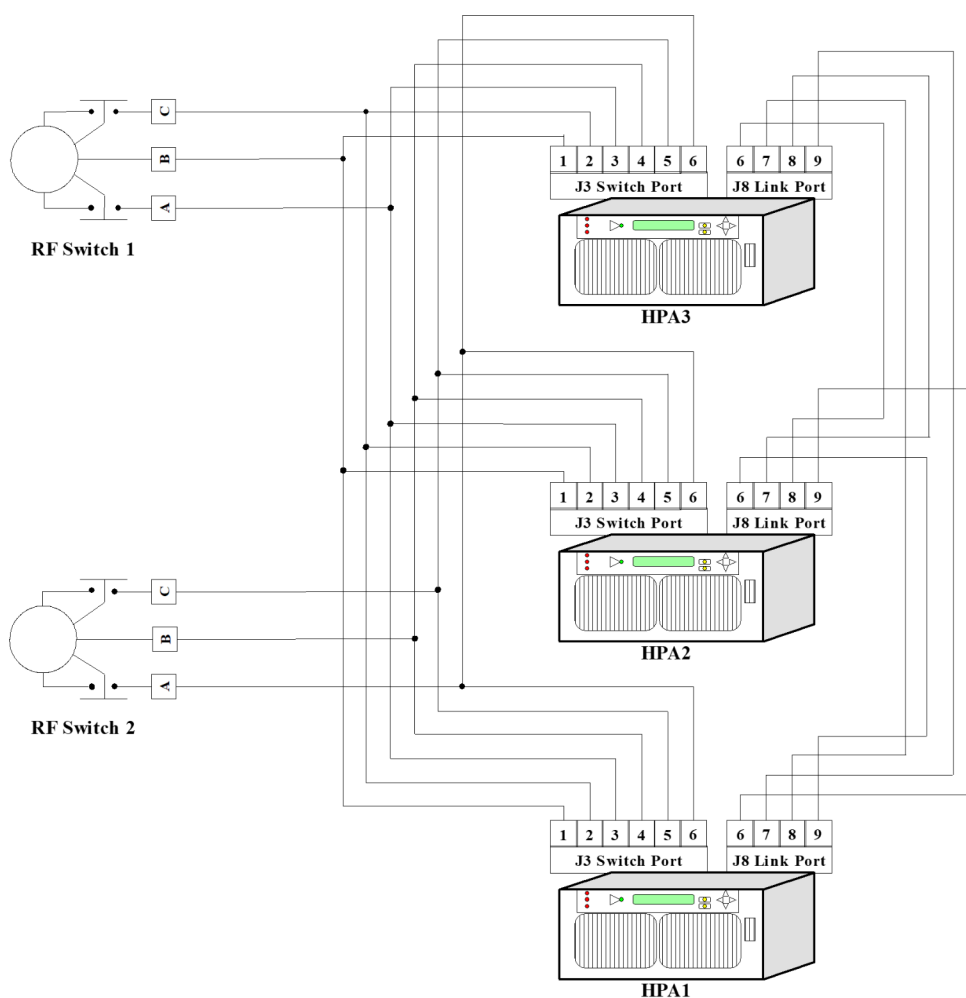 C
B
A
RF Switch 1
1 2 3 4 5 6
J3 Switch Port
6 7 8 9
J8 Link Port
HPA3
1 2 3 4 5 6
J3 Switch Port
6 7 8 9
J8 Link Port
HPA2
C
B
A
RF Switch 2
1 2 3 4 5 6
J3 Switch Port
6 7 8 9
J8 Link Port
HPA1